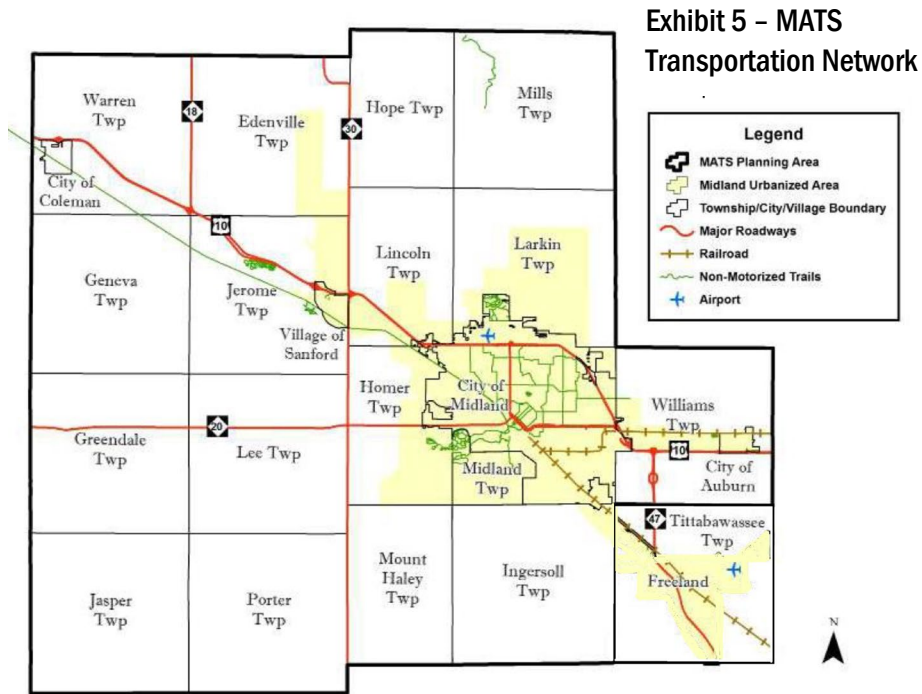 Exhibit 5 – MATS
Transportation Network
.
Legend
MATS Planning Area
Midland Urbanized Area
Township/City/Village Boundary
Major Roadways
Railroad
Non-Motorized Trails
Airport
Warren
Twp
18
Edenville
Twp
30
Hope Twp
Mills
Twp
City of
Coleman
10
Geneva
Twp
Jerome
Twp
Village of
Sanford
Lincoln
Twp
Larkin
Twp
Homer
Twp
City of
Midland
Williams
Twp
Greendale
Twp
20
Lee Twp
Midland
Twp
10
City of
Auburn
47
Tittabawassee
Twp
Freeland
Mount
Haley
Twp
Ingersoll
Twp
Jasper
Twp
Porter
Twp
N